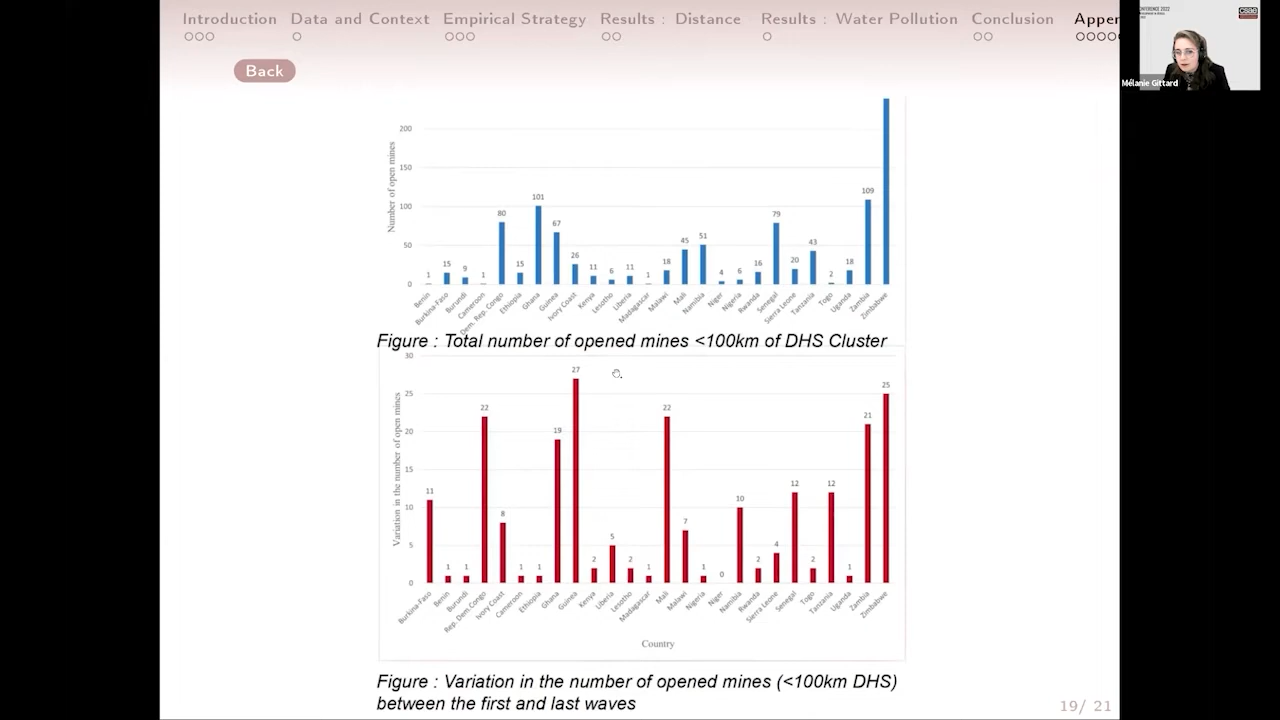 Introduction Data and Context Empirical Strategy Results : Distance Results : Water Pollution Conclusion Appen
CONFERENCE 2022
csae
Mélanie Gittard
Back
Number of open mines
200
150
100
50
0
1 15 9 1 80 15 101 67 26 11 6 11 1 18 45 51 4 6 16 79 20 43 2 18 109
Benin Burkina Faso Burundi Cameroon Dem. Rep. Congo Ethiopia Ghana Guinea Ivory Coast Kenya Lesotho Liberia Madagascar Malawi Mali Namibia Niger Nigeria Rwanda Senegal Sierra Leone Tanzania Togo Uganda Zambia Zimbabwe
Figure : Total number of opened mines <100km of DHS Cluster
Variation in the number of open mines
30
25
20
15
10
5
0
11 1 1 22 8 1 1 19 27 2 5 2 1 22 7 1 0 10 2 4 12 2 12 1 21 25
Burkina Faso Benin Burundi Rep. Dem.Congo Ivory Coast Cameroon Ethiopia Ghana Guinea Kenya Liberia Lesotho Madagascar Mali Malawi Nigeria Niger Namibia Rwanda Sierra Leone Senegal Togo Tanzania Uganda Zambia Zimbabwe
Country
Figure : Variation in the number of opened mines (<100km DHS)
between the first and last waves
19/ 21